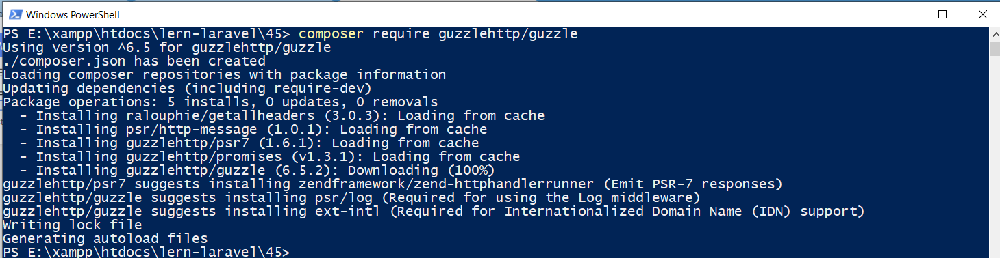 Windows PowerShell
PS E:\xampp\htdocs\lern-laravel\45> composer require guzzlehttp/guzzle
Using version ^6.5 for guzzlehttp/guzzle
./composer.json has been created
Loading composer repositories with package information
Updating dependencies (including require-dev)
Package operations: 5 installs, 0 updates, 0 removals
  - Installing ralouphie/getallheaders (3.0.3): Loading from cache
  - Installing psr/http-message (1.0.1): Loading from cache
  - Installing guzzlehttp/psr7 (1.6.1): Loading from cache
  - Installing guzzlehttp/promises (v1.3.1): Loading from cache
  - Installing guzzlehttp/guzzle (6.5.2): Downloading (100%)
guzzlehttp/psr7 suggests installing zendframework/zend-httphandlerrunner (Emit PSR-7 responses)
guzzlehttp/guzzle suggests installing psr/log (Required for using the Log middleware)
guzzlehttp/guzzle suggests installing ext-intl (Required for Internationalized Domain Name (IDN) support)
Writing lock file
Generating autoload files
PS E:\xampp\htdocs\lern-laravel\45>